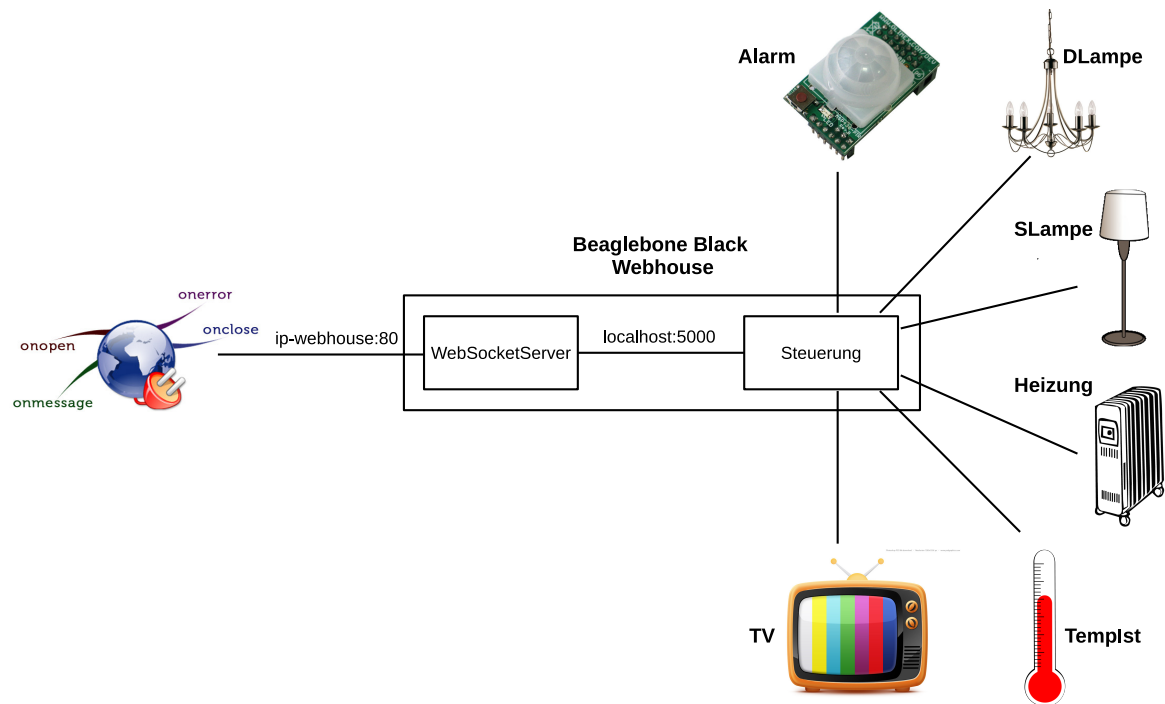 Alarm
DLampe
SLampe
Beaglebone Black
Webhouse
onerror
onclose
onopen
onmessage
ip-webhouse:80
WebSocketServer
localhost:5000
Steuerung
Heizung
TV
TempIst